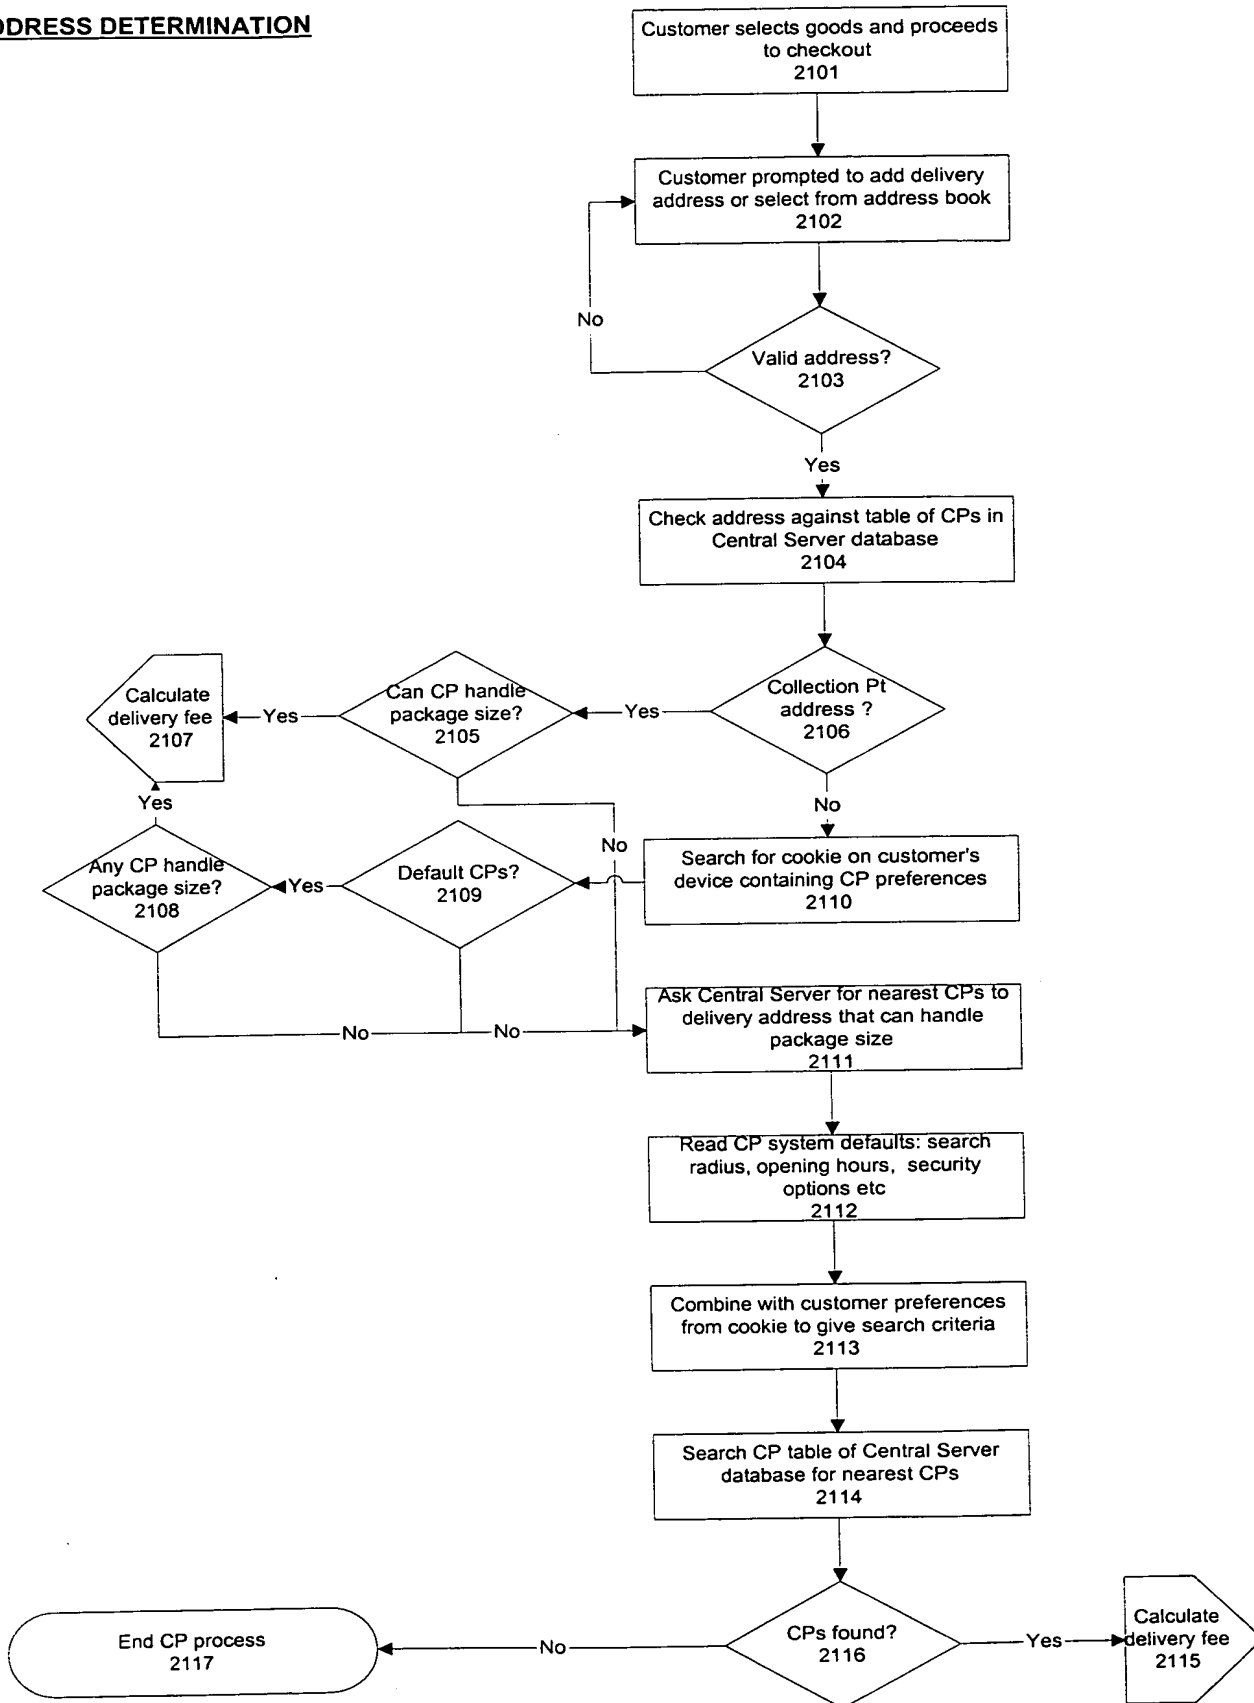 DDRESS DETERMINATION
Customer selects goods and proceeds
to checkout
2101
Customer prompted to add delivery
address or select from address book
2102
No
Valid address?
2103
Yes
Check address against table of CPs in
Central Server database
2104
Calculate
delivery fee
2107
Yes
Can CP handle
package size?
2105
Yes
Collection Pt
address ?
2106
Yes
No
No
Any CP handle
package size?
2108
Yes
Default CPs?
2109
Search for cookie on customer's
device containing CP preferences
2110
No
No
Ask Central Server for nearest CPs to
delivery address that can handle
package size
2111
Read CP system defaults: search
radius, opening hours, security
options etc
2112
Combine with customer preferences
from cookie to give search criteria
2113
Search CP table of Central Server
database for nearest CPs
2114
End CP process
2117
No
CPs found?
2116
Yes
Calculate
delivery fee
2115